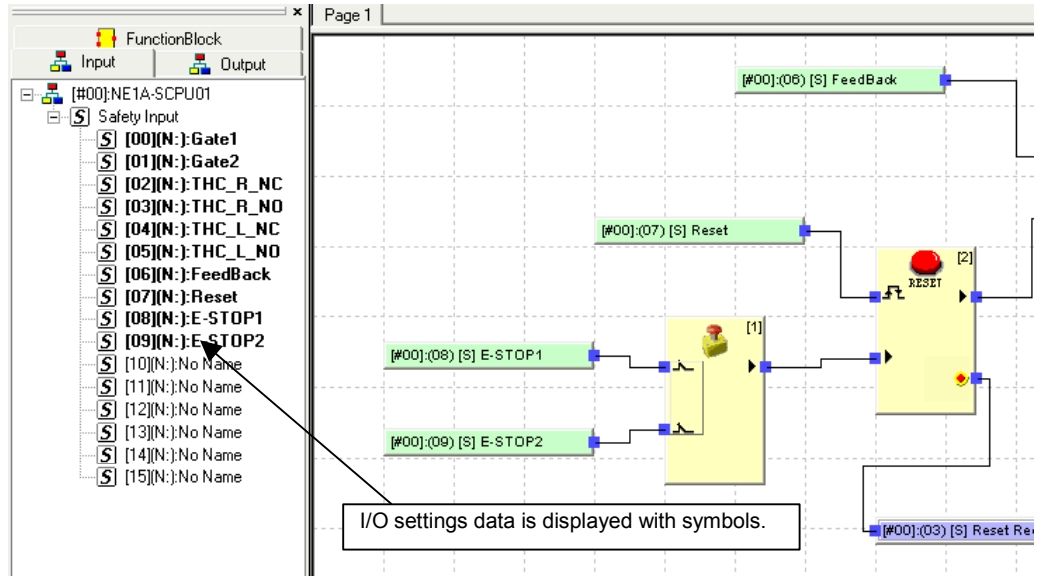 × Page 1
FunctionBlock
Input Output
[#00]:NE1A-SCPU01
S Safety Input
S [00](N:):Gate1
S [01](N:):Gate2
S [02](N:):THC_R_NC
S [03](N:):THC_R_NO
S [04](N:):THC_L_NC
S [05](N:):THC_L_NO
S [06](N:):FeedBack
S [07](N:):Reset
S [08](N:):E-STOP1
S [09](N:):E-STOP2
S [10](N:):No Name
S [11](N:):No Name
S [12](N:):No Name
S [13](N:):No Name
S [14](N:):No Name
S [15](N:):No Name
[#00]:(06) [S] FeedBack
[#00]:(07) [S] Reset
[2]
RESET
[1]
[#00]:(08) [S] E-STOP1
[#00]:(09) [S] E-STOP2
I/O settings data is displayed with symbols.
[#00]:(03) [S] Reset